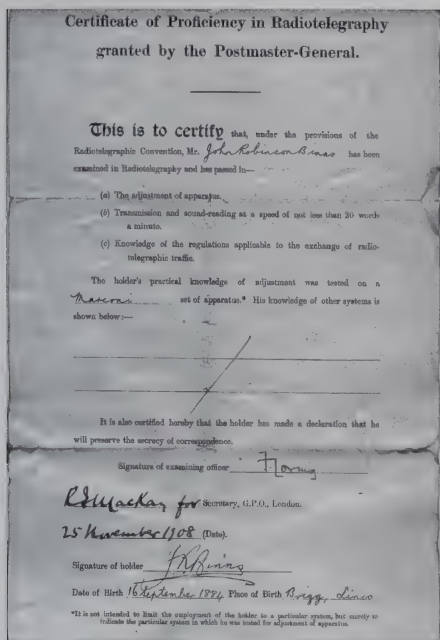 Certificate of Proficiency in Radiotelegraphy
granted by the Postmaster-General.
This is to certify that, under the provisions of the
Radiotelegraphic Convention, Mr. John Robinson Binns has been
examined in Radiotelegraphy and has passed in—
(a) The adjustment of apparatus.
(b) Transmission and sound-reading at a speed of not less than 20 words
a minute.
(c) Knowledge of the regulations applicable to the exchange of radio-
telegraphic traffic.
The holder's practical knowledge of adjustment was tested on a
Marconi set of apparatus.* His knowledge of other systems is
shown below:—
It is also certified hereby that the holder has made a declaration that he
will preserve the secrecy of correspondence.
Signature of examining officer
Mackay for Secretary, G.P.O., London.
25 November 1908 (Date).
Signature of holder J R Binns
Date of Birth 16 September 1884 Place of Birth Brigg, Lincs
*It is not intended to limit the employment of the holder to a particular system, but merely to
indicate the particular system in which he was tested for adjustment of apparatus.